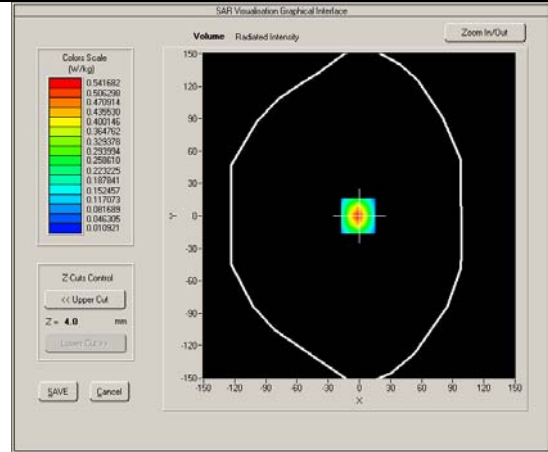 SAR Visualisation Graphical Interface
Volume Radiated Intensity
Zoom In/Out
Colors Scale
(W/kg)
0.541682
0.506298
0.470914
0.435530
0.400146
0.364762
0.329378
0.293994
0.258610
0.223225
0.187841
0.152457
0.117073
0.081689
0.046305
0.010921
Z-Cuts Control
<< Upper Cut
Z = 4.0 mm
Lower Cut >>
SAVE Cancel
150-
120-
90-
60-
30-
0-
-30-
-60-
-90-
-120-
-150-
Y
-150 -120 -90 -60 -30 0 30 60 90 120 150
X